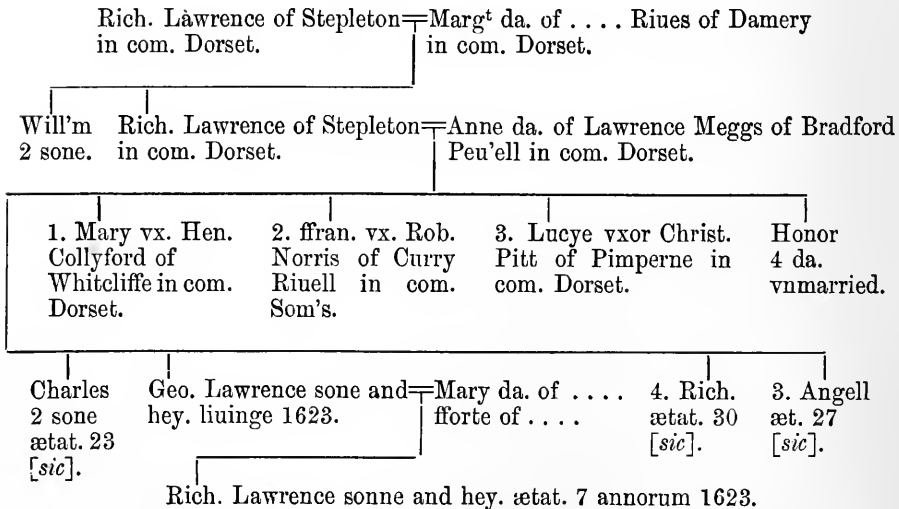 Rich. Làwrence of Stepleton
in com. Dorset.
Margᵗ da. of . . . . Riues of Damery
in com. Dorset.
Will'm
2 sone.
Rich. Lawrence of Stepleton
in com. Dorset.
Anne da. of Lawrence Meggs of Bradford
Peu'ell in com. Dorset.
1. Mary vx. Hen.
Collyford of
Whitcliffe in com.
Dorset.
2. ffran. vx. Rob.
Norris of Curry
Riuell in com.
Som's.
3. Lucye vxor Christ.
Pitt of Pimperne in
com. Dorset.
Honor
4 da.
vnmarried.
Charles
2 sone
ætat. 23
[sic].
Geo. Lawrence sone and
hey. liuinge 1623.
Mary da. of . . . .
fforte of . . . .
4. Rich.
ætat. 30
[sic].
3. Angell
æt. 27
[sic].
Rich. Lawrence sonne and hey. ætat. 7 annorum 1623.